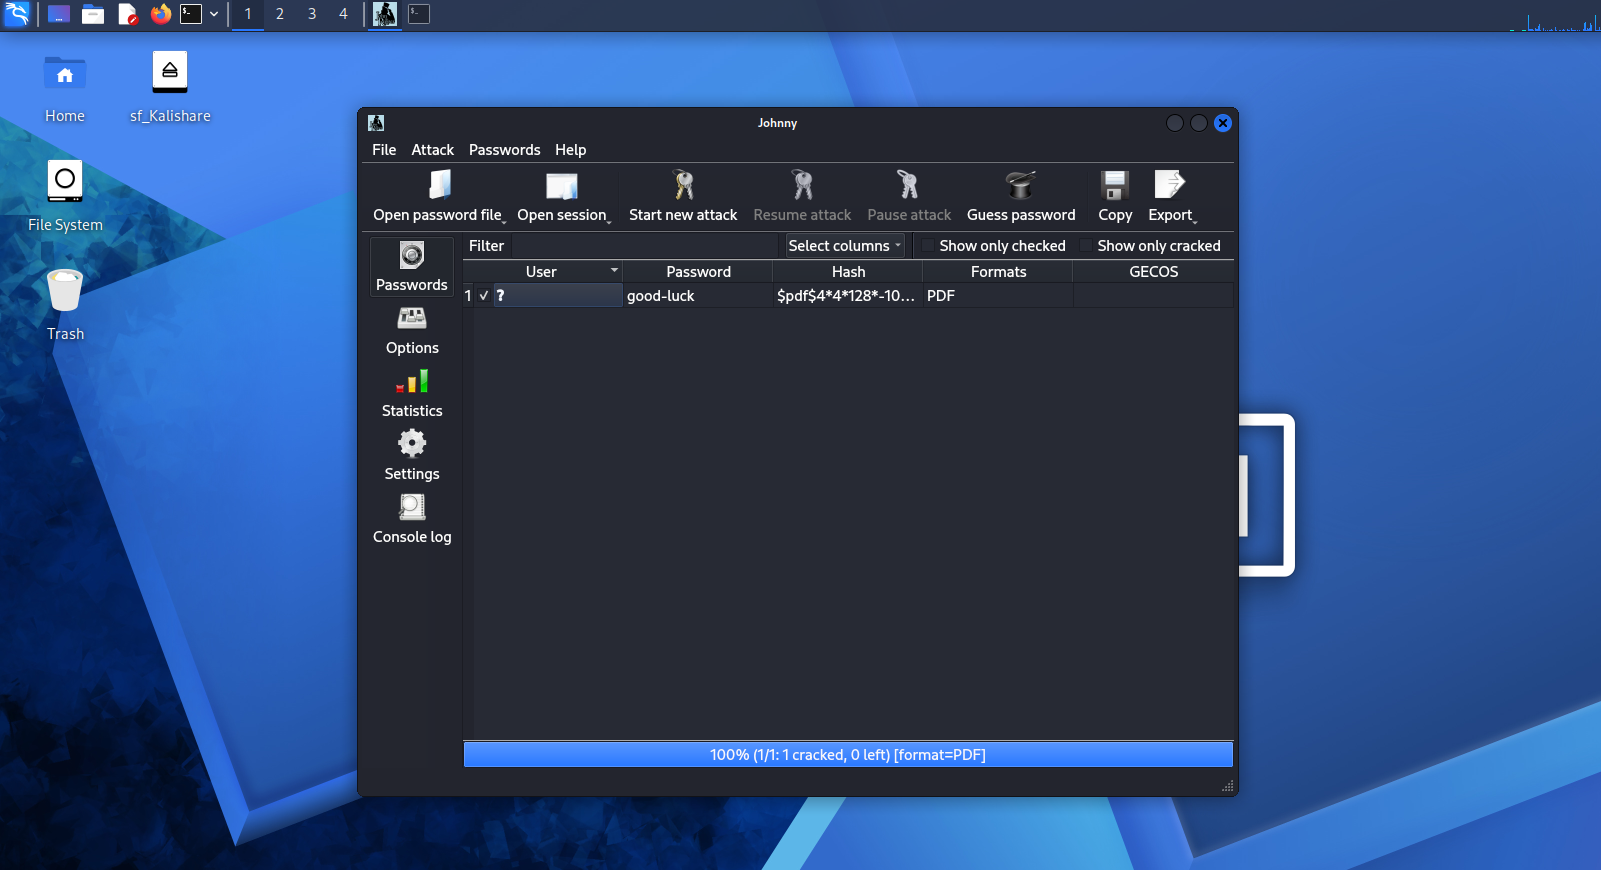 1 2 3 4
Home
sf_Kalishare
File System
Trash
Johnny
File Attack Passwords Help
Open password file Open session Start new attack Resume attack Pause attack Guess password Copy Export
Passwords
Options
Statistics
Settings
Console log
Filter Select columns Show only checked Show only cracked
User Password Hash Formats GECOS
1 ? good-luck $pdf$4*4*128*-10... PDF
100% (1/1: 1 cracked, 0 left) [format=PDF]